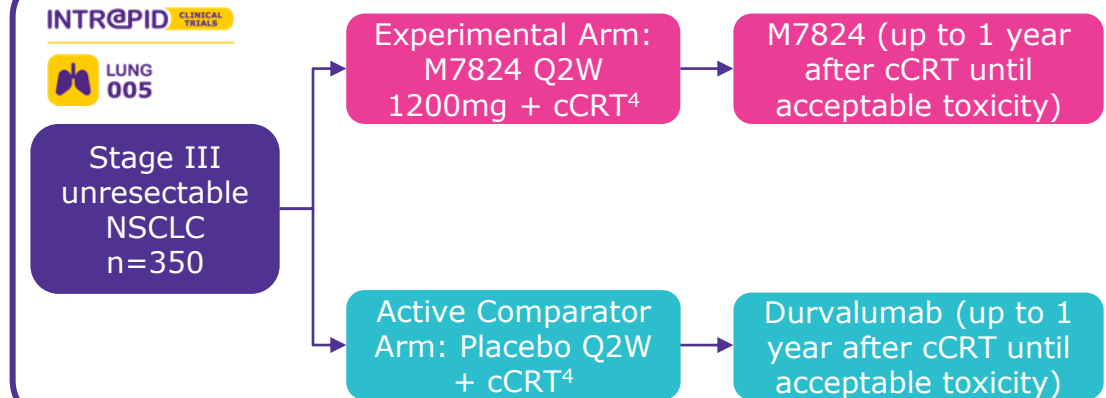 INTR@PID CLINICAL
TRIALS
LUNG
005
Stage III
unresectable
NSCLC
n=350
Experimental Arm:
M7824 Q2W
1200mg + cCRT4
M7824 (up to 1 year
after cCRT until
acceptable toxicity)
Active Comparator
Arm: Placebo Q2W
+ cCRT4
Durvalumab (up to 1
year after cCRT until
acceptable toxicity)